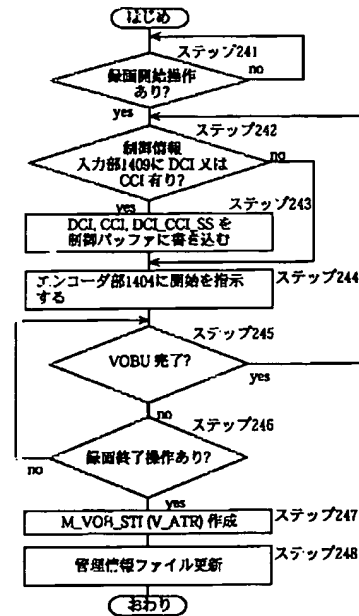 はじめ
ステップ241
録画開始操作
あり?
no
yes
ステップ242
制御情報
入力部1409に DCI 又は
CCI 有り?
no
yes
ステップ243
DCI, CCI, DCI_CCI_SS を
制御バッファに書き込む
ステップ244
エンコーダ部1404に開始を指示
する
ステップ245
VOBU 完了?
yes
no
ステップ246
録画終了操作あり?
no
yes
ステップ247
M_VOB_STI (V_ATR) 作成
ステップ248
管理情報ファイル更新
おわり